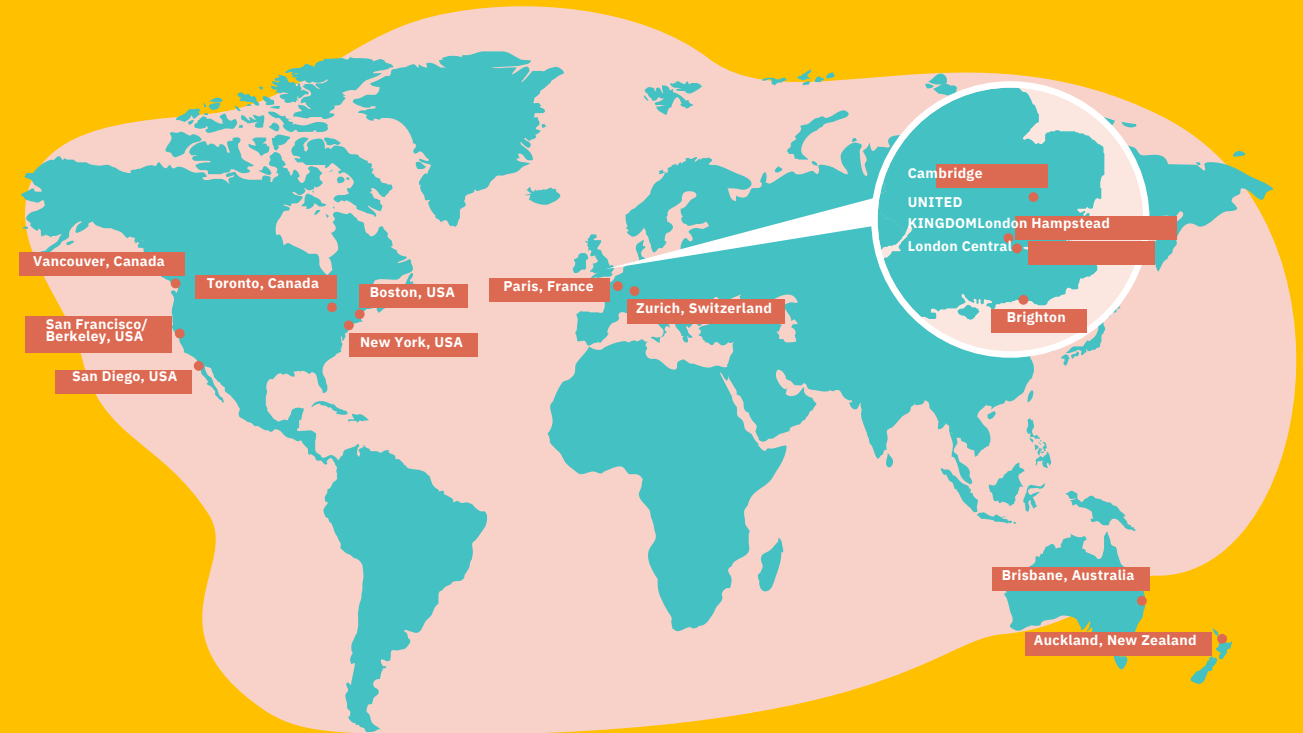 Cambridge
UNITED
KINGDOMLondon Hampstead
London Central
Vancouver, Canada
Toronto, Canada
Boston, USA
Paris, France
Zurich, Switzerland
San Francisco/
Berkeley, USA
Brighton
New York, USA
San Diego, USA
Brisbane, Australia
Auckland, New Zealand